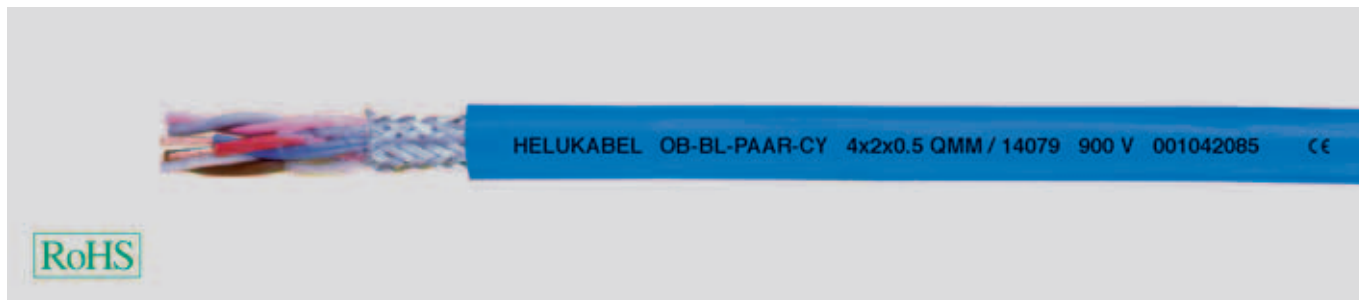 HELUKABEL OB-BL-PAAR-CY 4x2x0.5 QMM / 14079 900 V 001042085 CE
RoHS